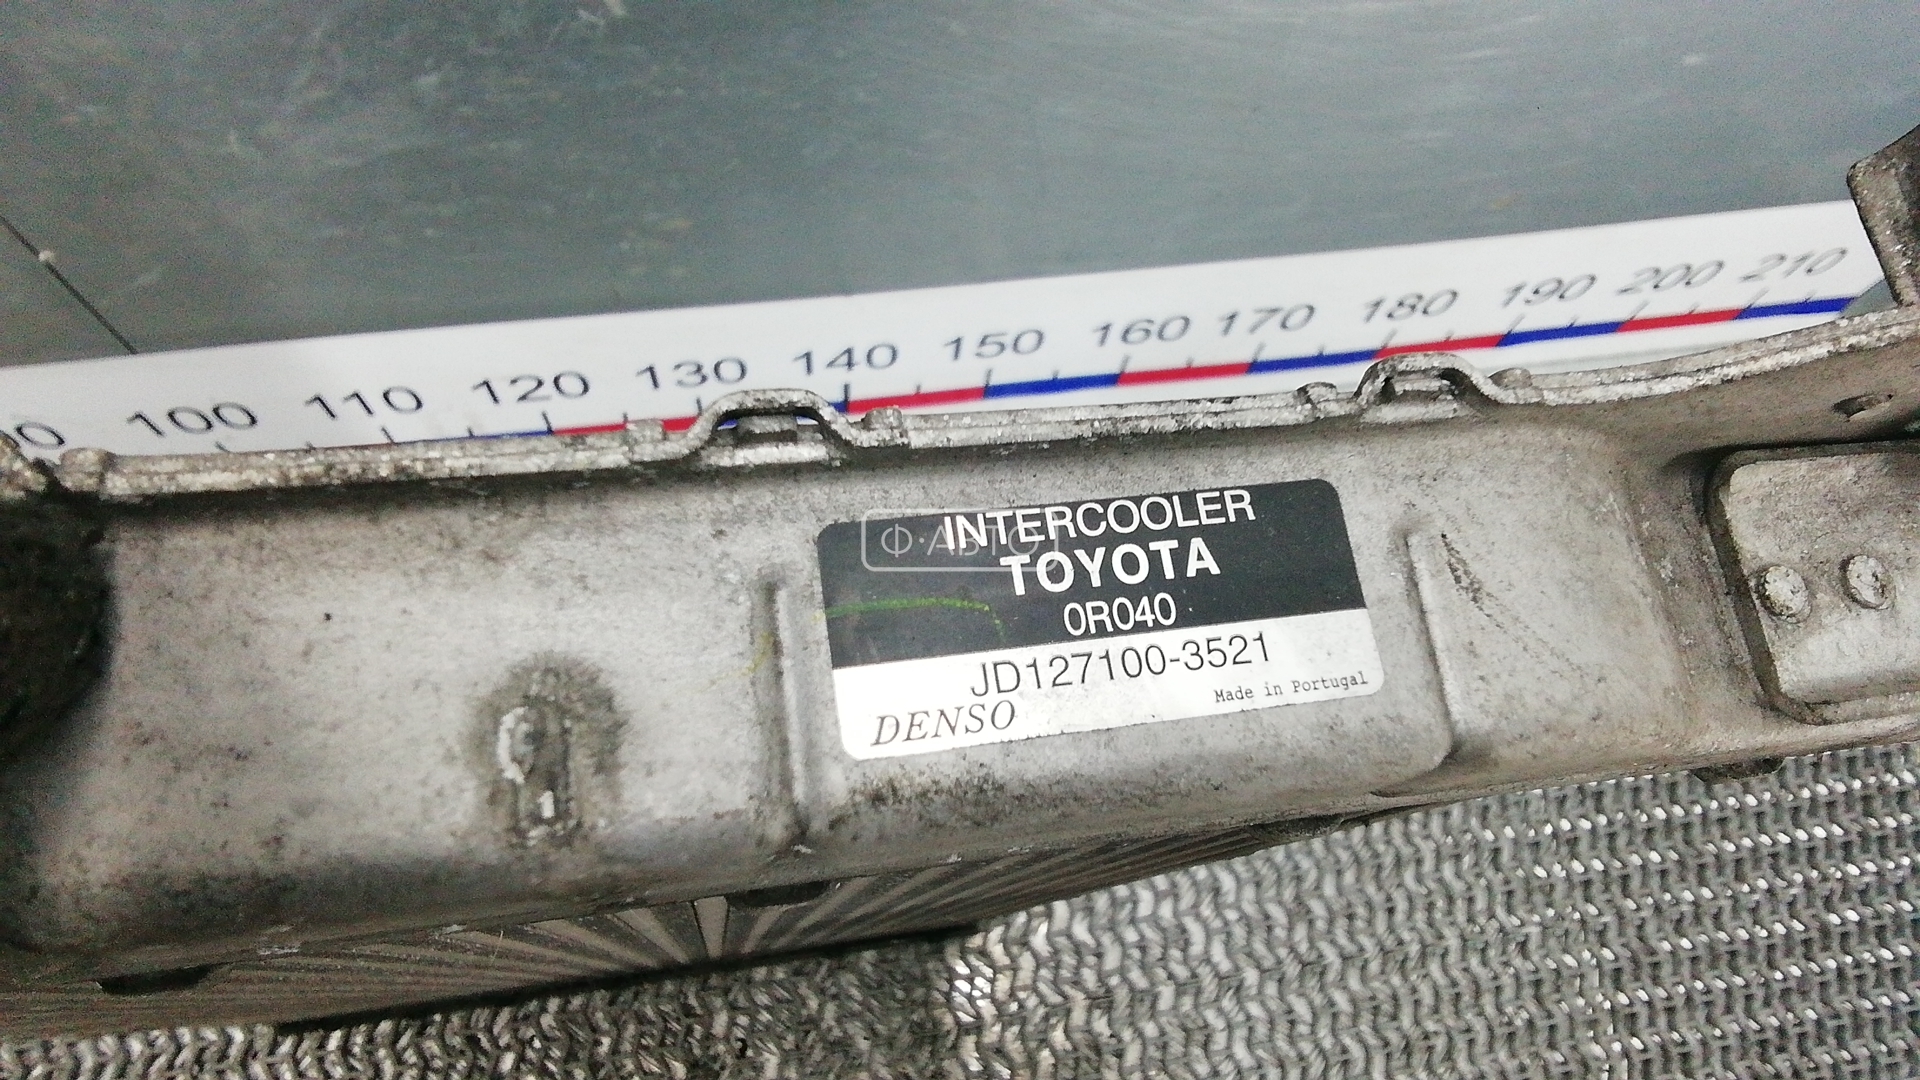 100 110 120 130 140 150 160 170 180 190 200 210
INTERCOOLER
Ф·АВТО
TOYOTA
0R040
JD127100-3521
Made in Portugal
DENSO